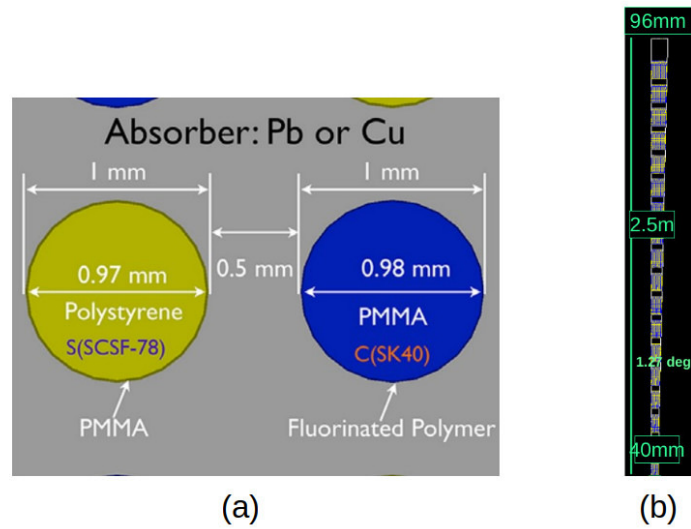 Absorber: Pb or Cu
1 mm
1 mm
0.5 mm
0.97 mm
Polystyrene
S(SCSF-78)
0.98 mm
PMMA
C(SK40)
PMMA
Fluorinated Polymer
(a)
96mm
2.5m
1.27 deg
40mm
(b)